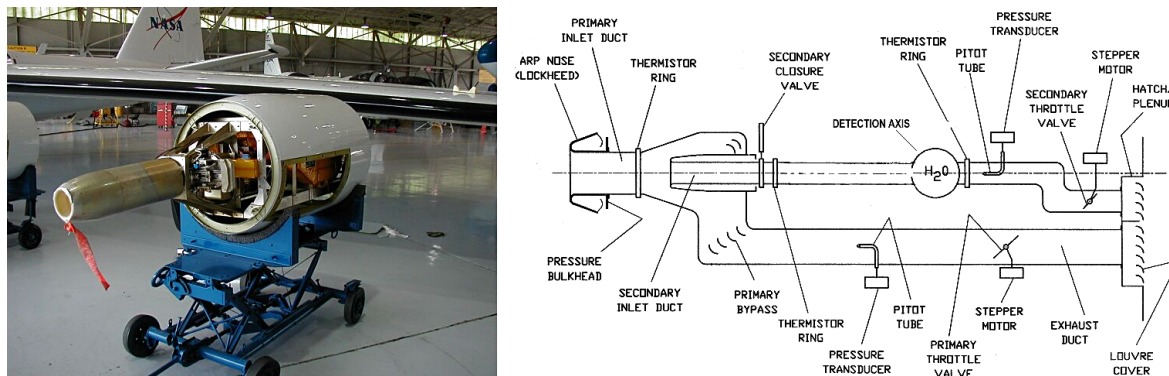 NASA
PRIMARY
INLET DUCT
ARP NOSE
(LOCKHEED)
THERMISTOR
RING
SECONDARY
CLOSURE
VALVE
THERMISTOR
RING
PITOT
TUBE
PRESSURE
TRANSDUCER
STEPPER
MOTOR
SECONDARY
THROTTLE
VALVE
HATCH
PLENU
DETECTION AXIS
H2O
PRESSURE
BULKHEAD
SECONDARY
INLET DUCT
PRIMARY
BYPASS
THERMISTOR
RING
PRESSURE
TRANSDUCER
PITOT
TUBE
PRIMARY
THROTTLE
VALVE
STEPPER
MOTOR
EXHAUST
DUCT
LOUVRE
COVER